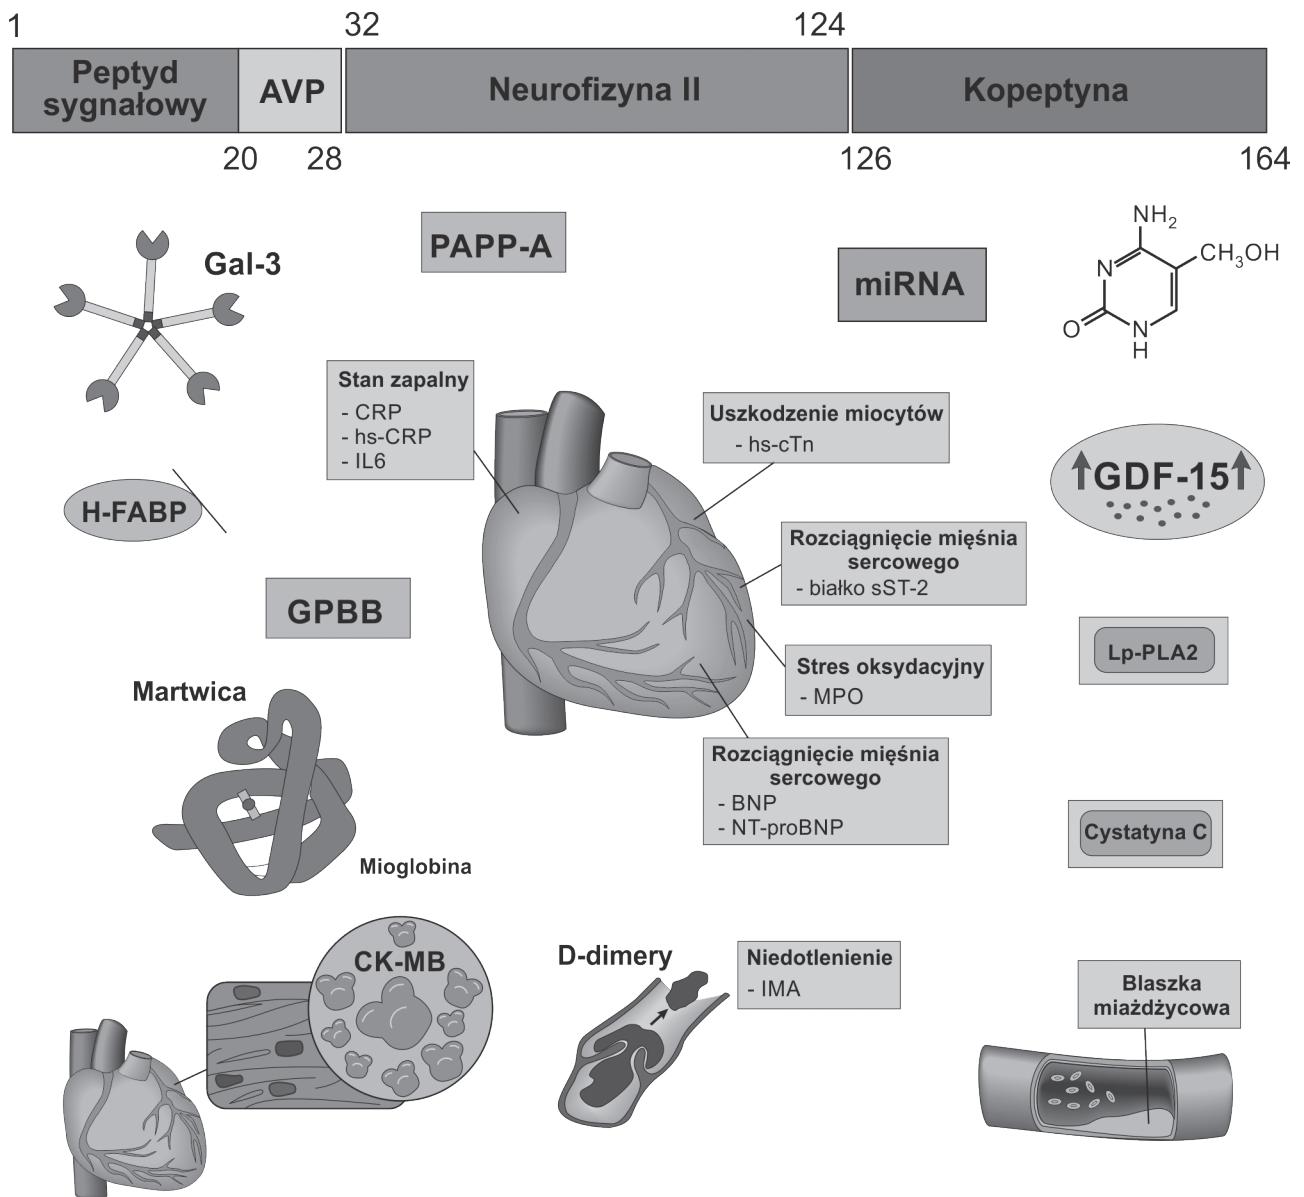 1
32
124
Peptyd
sygnałowy
AVP
Neurofizyna II
Kopeptyna
20
28
126
164
Gal-3
PAPP-A
miRNA
NH2
N
CH3OH
O
N
H
Stan zapalny
- CRP
- hs-CRP
- IL6
Uszkodzenie miocytów
- hs-cTn
GDF-15
H-FABP
Rozciągnięcie mięśnia
sercowego
- białko sST-2
GPBB
Lp-PLA2
Stres oksydacyjny
- MPO
Martwica
Rozciągnięcie mięśnia
sercowego
- BNP
- NT-proBNP
Cystatyna C
Mioglobina
CK-MB
D-dimery
Niedotlenienie
- IMA
Blaszka
miażdżycowa